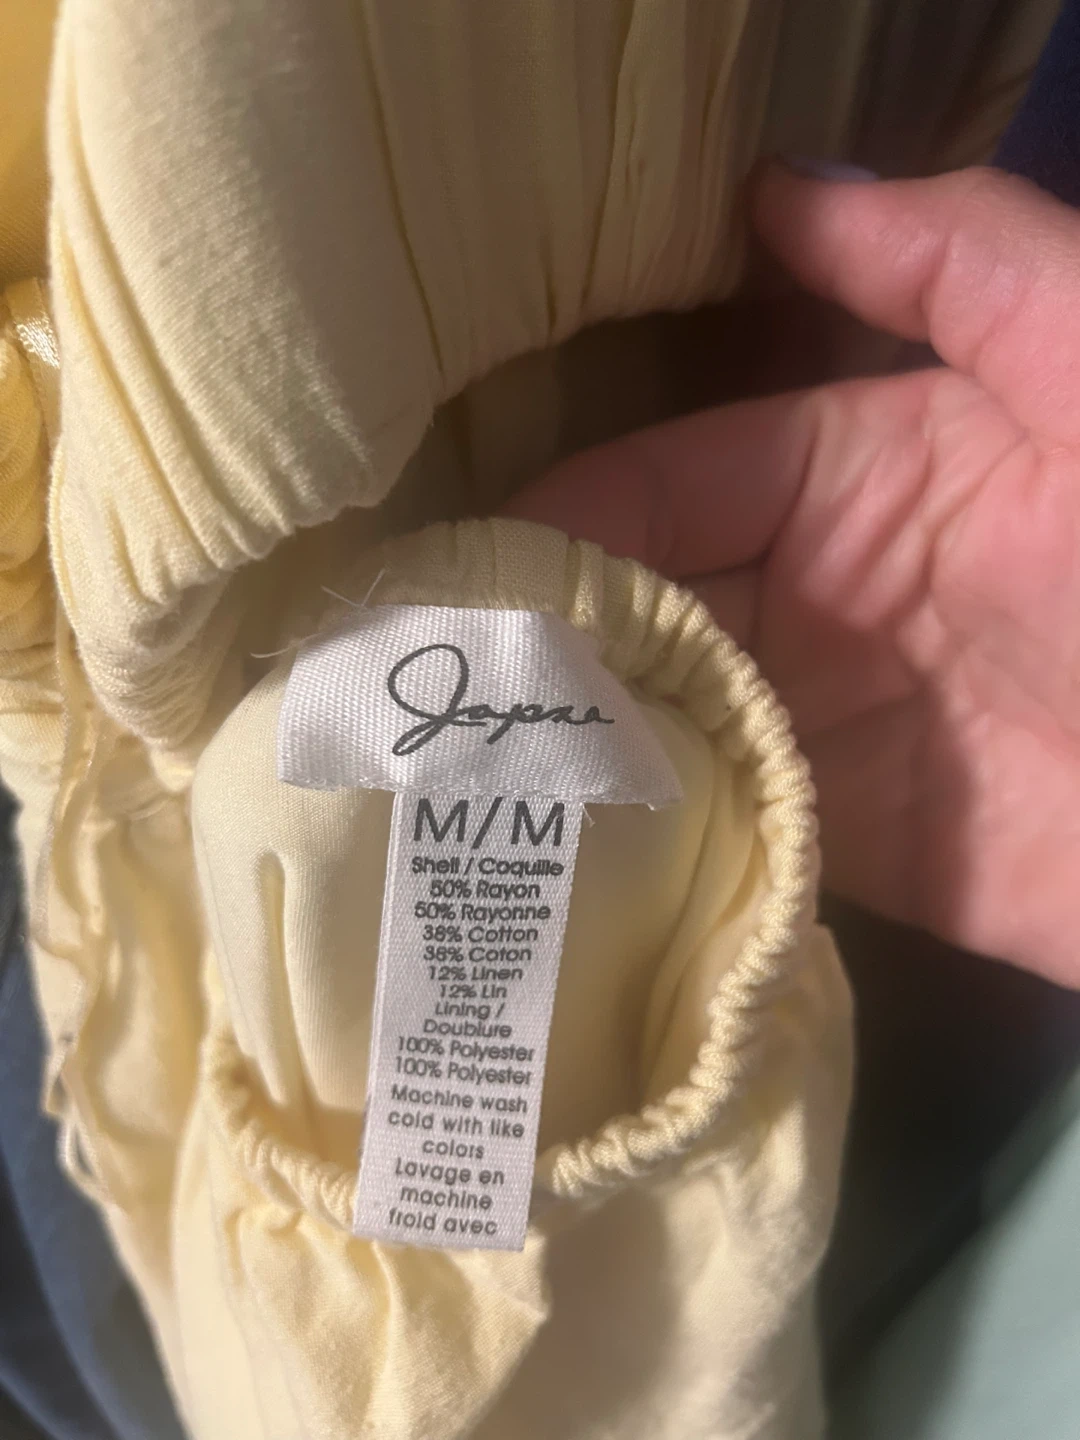 Japna
M/M
Shell / Coquille
50% Rayon
50% Rayonne
38% Cotton
38% Coton
12% Linen
12% Lin
Lining /
Doublure
100% Polyester
100% Polyester
Machine wash
cold with like
colors
Lavage en
machine
froid avec